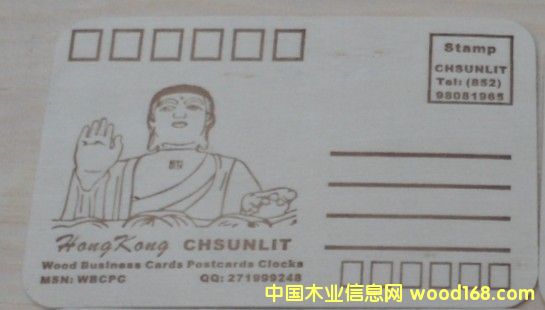 Stamp
CHSUNLIT
Tel: (852)
98081965
HongKong CHSUNLIT
Wood Business Cards Postcards Clocks
MSN: WBCPC QQ: 271999248
中国木业信息网 wood168.com